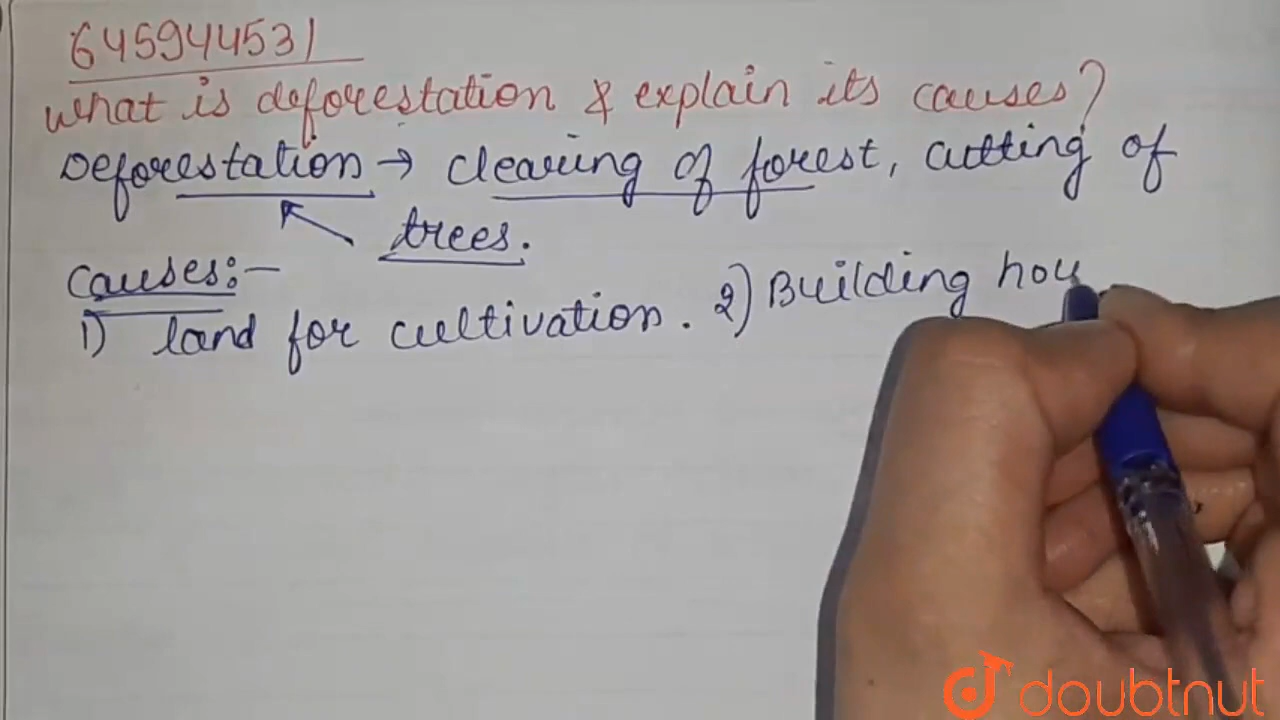 645944531
What is deforestation & explain its causes?
Deforestation → clearing of forest, cutting of
trees.
Causes:-
1) land for cultivation. 2) Building hou
doubtnut